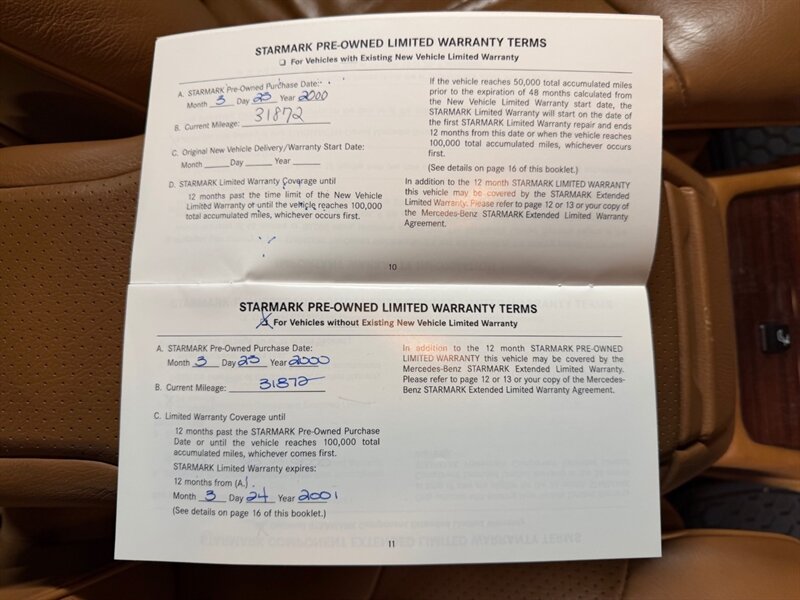 STARMARK PRE-OWNED LIMITED WARRANTY TERMS
❏ For Vehicles with Existing New Vehicle Limited Warranty
A. STARMARK Pre-Owned Purchase Date:
Month 3 Day 23 Year 2000
B. Current Mileage: 31872
C. Original New Vehicle Delivery/Warranty Start Date:
Month ______ Day ______ Year ______
D. STARMARK Limited Warranty Coverage until
12 months past the time limit of the New Vehicle
Limited Warranty or until the vehicle reaches 100,000
total accumulated miles, whichever occurs first.
If the vehicle reaches 50,000 total accumulated miles
prior to the expiration of 48 months calculated from
the New Vehicle Limited Warranty start date, the
STARMARK Limited Warranty will start on the date of
the first STARMARK Limited Warranty repair and ends
12 months from this date or when the vehicle reaches
100,000 total accumulated miles, whichever occurs
first.
(See details on page 16 of this booklet.)
In addition to the 12 month STARMARK LIMITED WARRANTY
this vehicle may be covered by the STARMARK Extended
Limited Warranty. Please refer to page 12 or 13 or your copy of
the Mercedes-Benz STARMARK Extended Limited Warranty
Agreement.
10
STARMARK PRE-OWNED LIMITED WARRANTY TERMS
X For Vehicles without Existing New Vehicle Limited Warranty
A. STARMARK Pre-Owned Purchase Date:
Month 3 Day 23 Year 2000
B. Current Mileage: 31872
C. Limited Warranty Coverage until
12 months past the STARMARK Pre-Owned Purchase
Date or until the vehicle reaches 100,000 total
accumulated miles, whichever comes first.
STARMARK Limited Warranty expires:
12 months from (A.)
Month 3 Day 24 Year 2001
(See details on page 16 of this booklet.)
In addition to the 12 month STARMARK PRE-OWNED
LIMITED WARRANTY this vehicle may be covered by the
Mercedes-Benz STARMARK Extended Limited Warranty.
Please refer to page 12 or your copy of the Mercedes-
Benz STARMARK Extended Limited Warranty Agreement.
11